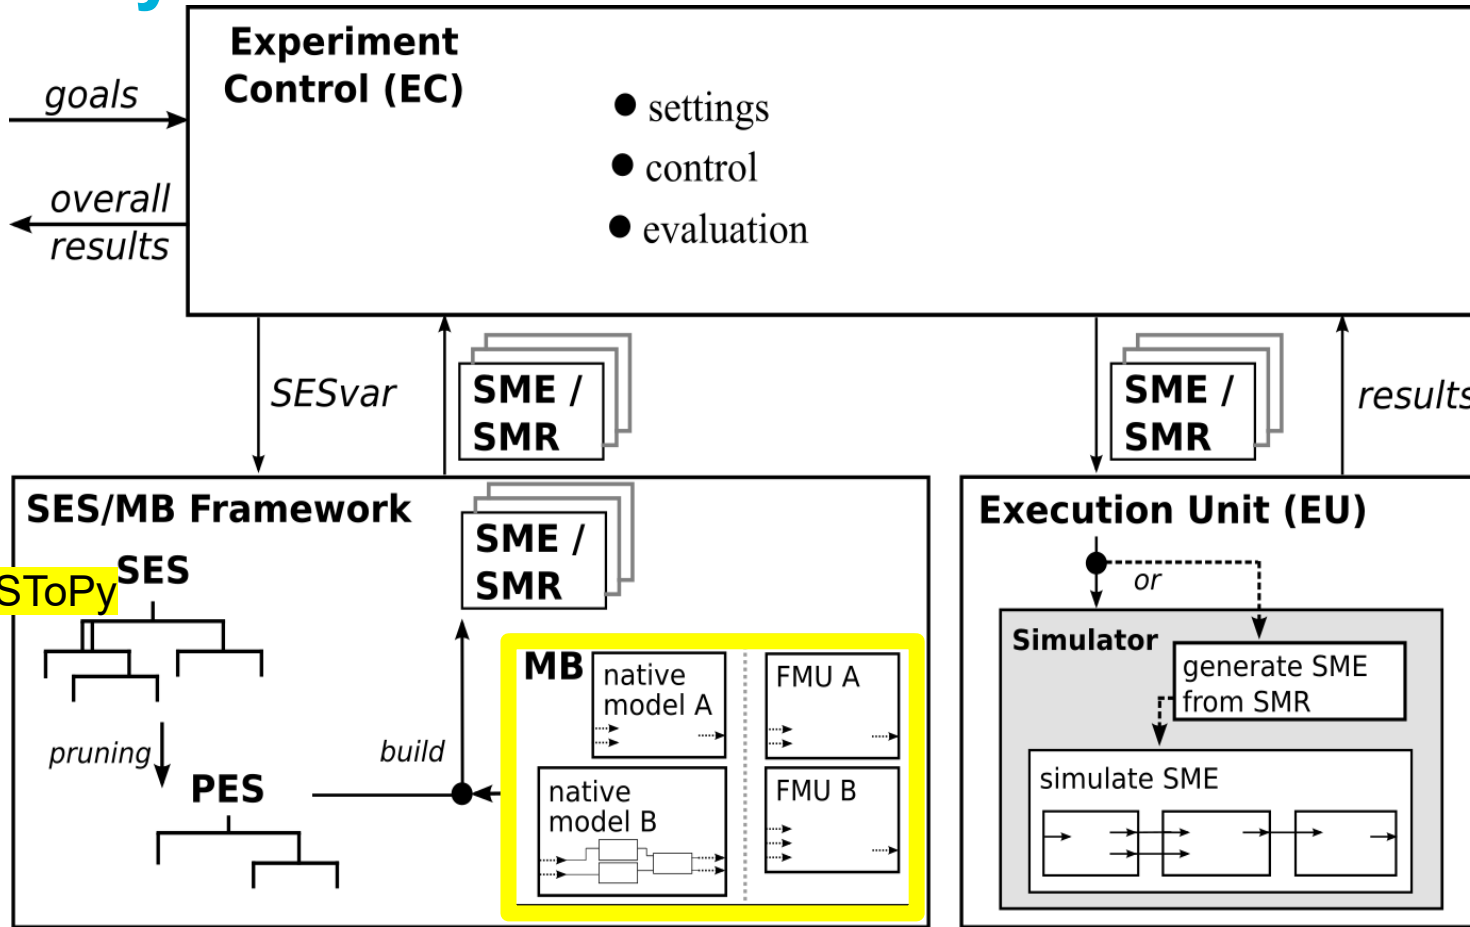 Experiment
Control (EC)
goals
overall
results
● settings
● control
● evaluation
SESvar
SME /
SMR
SME /
SMR
results
SES/MB Framework
SME /
SMR
SES
SToPy
pruning
PES
build
MB
native
model A
FMU A
native
model B
FMU B
Execution Unit (EU)
or
Simulator
generate SME
from SMR
simulate SME